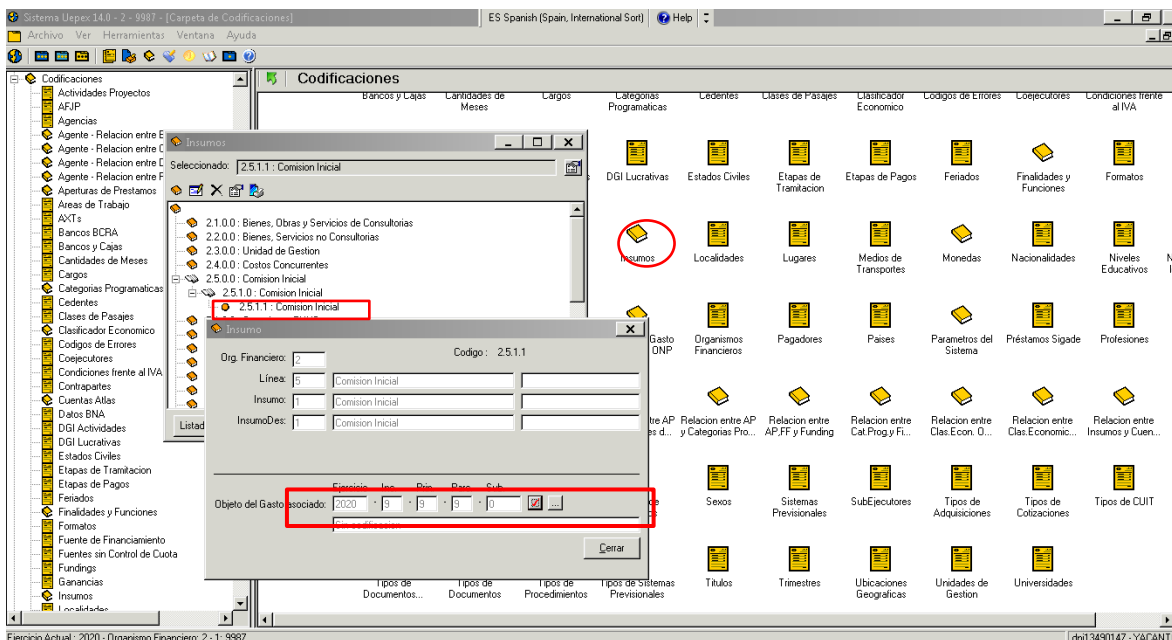 Sistema Uepex 14.0 - 2 - 9987 - [Carpeta de Codificaciones]
ES Spanish (Spain, International Sort)
Help
Archivo Ver Herramientas Ventana Ayuda
Codificaciones
Actividades Proyectos
AFJP
Agencias
Agente - Relacion entre
Agente - Relacion entre
Agente - Relacion entre
Agente - Relacion entre
Aperturas de Prestamos
Areas de Trabajo
AXTs
Bancos BCRA
Bancos y Cajas
Cantidades de Meses
Cargos
Categorias Programaticas
Cedentes
Clases de Pasajes
Clasificador Economico
Codigos de Errores
Coejecutores
Condiciones frente al IVA
Contrapartes
Cuentas Atlas
Datos BNA
DGI Actividades
DGI Lucrativas
Estados Civiles
Etapas de Tramitacion
Etapas de Pagos
Feriados
Finalidades y Funciones
Formatos
Fuente de Financiamiento
Fuentes sin Control de Cuota
Fundings
Ganancias
Insumos
Localidades
Codificaciones
Bancos y Cajas
Cantidades de
Meses
Cargos
Categorias
Programaticas
Cedentes
Clases de Pasajes
Clasificador
Economico
Codigos de Errores
Coejecutores
Condiciones frente
al IVA
DGI Lucrativas
Estados Civiles
Etapas de
Tramitacion
Etapas de Pagos
Feriados
Finalidades y
Funciones
Formatos
Insumos
Localidades
Lugares
Medios de
Transportes
Monedas
Nacionalidades
Niveles
Educativos
Gasto
ONP
Organismos
Financieros
Pagadores
Paises
Parametros del
Sistema
Préstamos Sigade
Profesiones
Relacion entre AP
y Categorias Pro...
Relacion entre
AP,FF y Funding
Relacion entre
Cat.Prog.y Fi...
Relacion entre
Clas.Econ. O...
Relacion entre
Clas.Economic...
Relacion entre
Insumos y Cuen...
Sexos
Sistemas
Previsionales
SubEjecutores
Tipos de
Adquisiciones
Tipos de
Cotizaciones
Tipos de CUIT
Tipos de
Documentos...
Tipos de
Documentos
Tipos de
Procedimientos
Tipos de Sistemas
Previsionales
Titulos
Trimestres
Ubicaciones
Geograficas
Unidades de
Gestion
Universidades
Insumos
Seleccionado: 2.5.1.1 : Comision Inicial
2.1.0.0 : Bienes, Obras y Servicios de Consultorias
2.2.0.0 : Bienes, Servicios no Consultorias
2.3.0.0 : Unidad de Gestion
2.4.0.0 : Costos Concurrentes
2.5.0.0 : Comision Inicial
2.5.1.0 : Comision Inicial
2.5.1.1 : Comision Inicial
Listad
Insumo
Org. Financiero: 2
Codigo : 2.5.1.1
Línea: 5 Comision Inicial
Insumo: 1 Comision Inicial
InsumoDes: 1 Comision Inicial
Ejercicio Inc. Prin. Parc. Sub.
Objeto del Gasto asociado: 2020 · 9 · 9 · 9 · 0 ...
Sin codificacion
Cerrar
Ejercicio Actual : 2020 - Organismo Financiero: 2 - 1: 9987
dni13490147 - YACANT